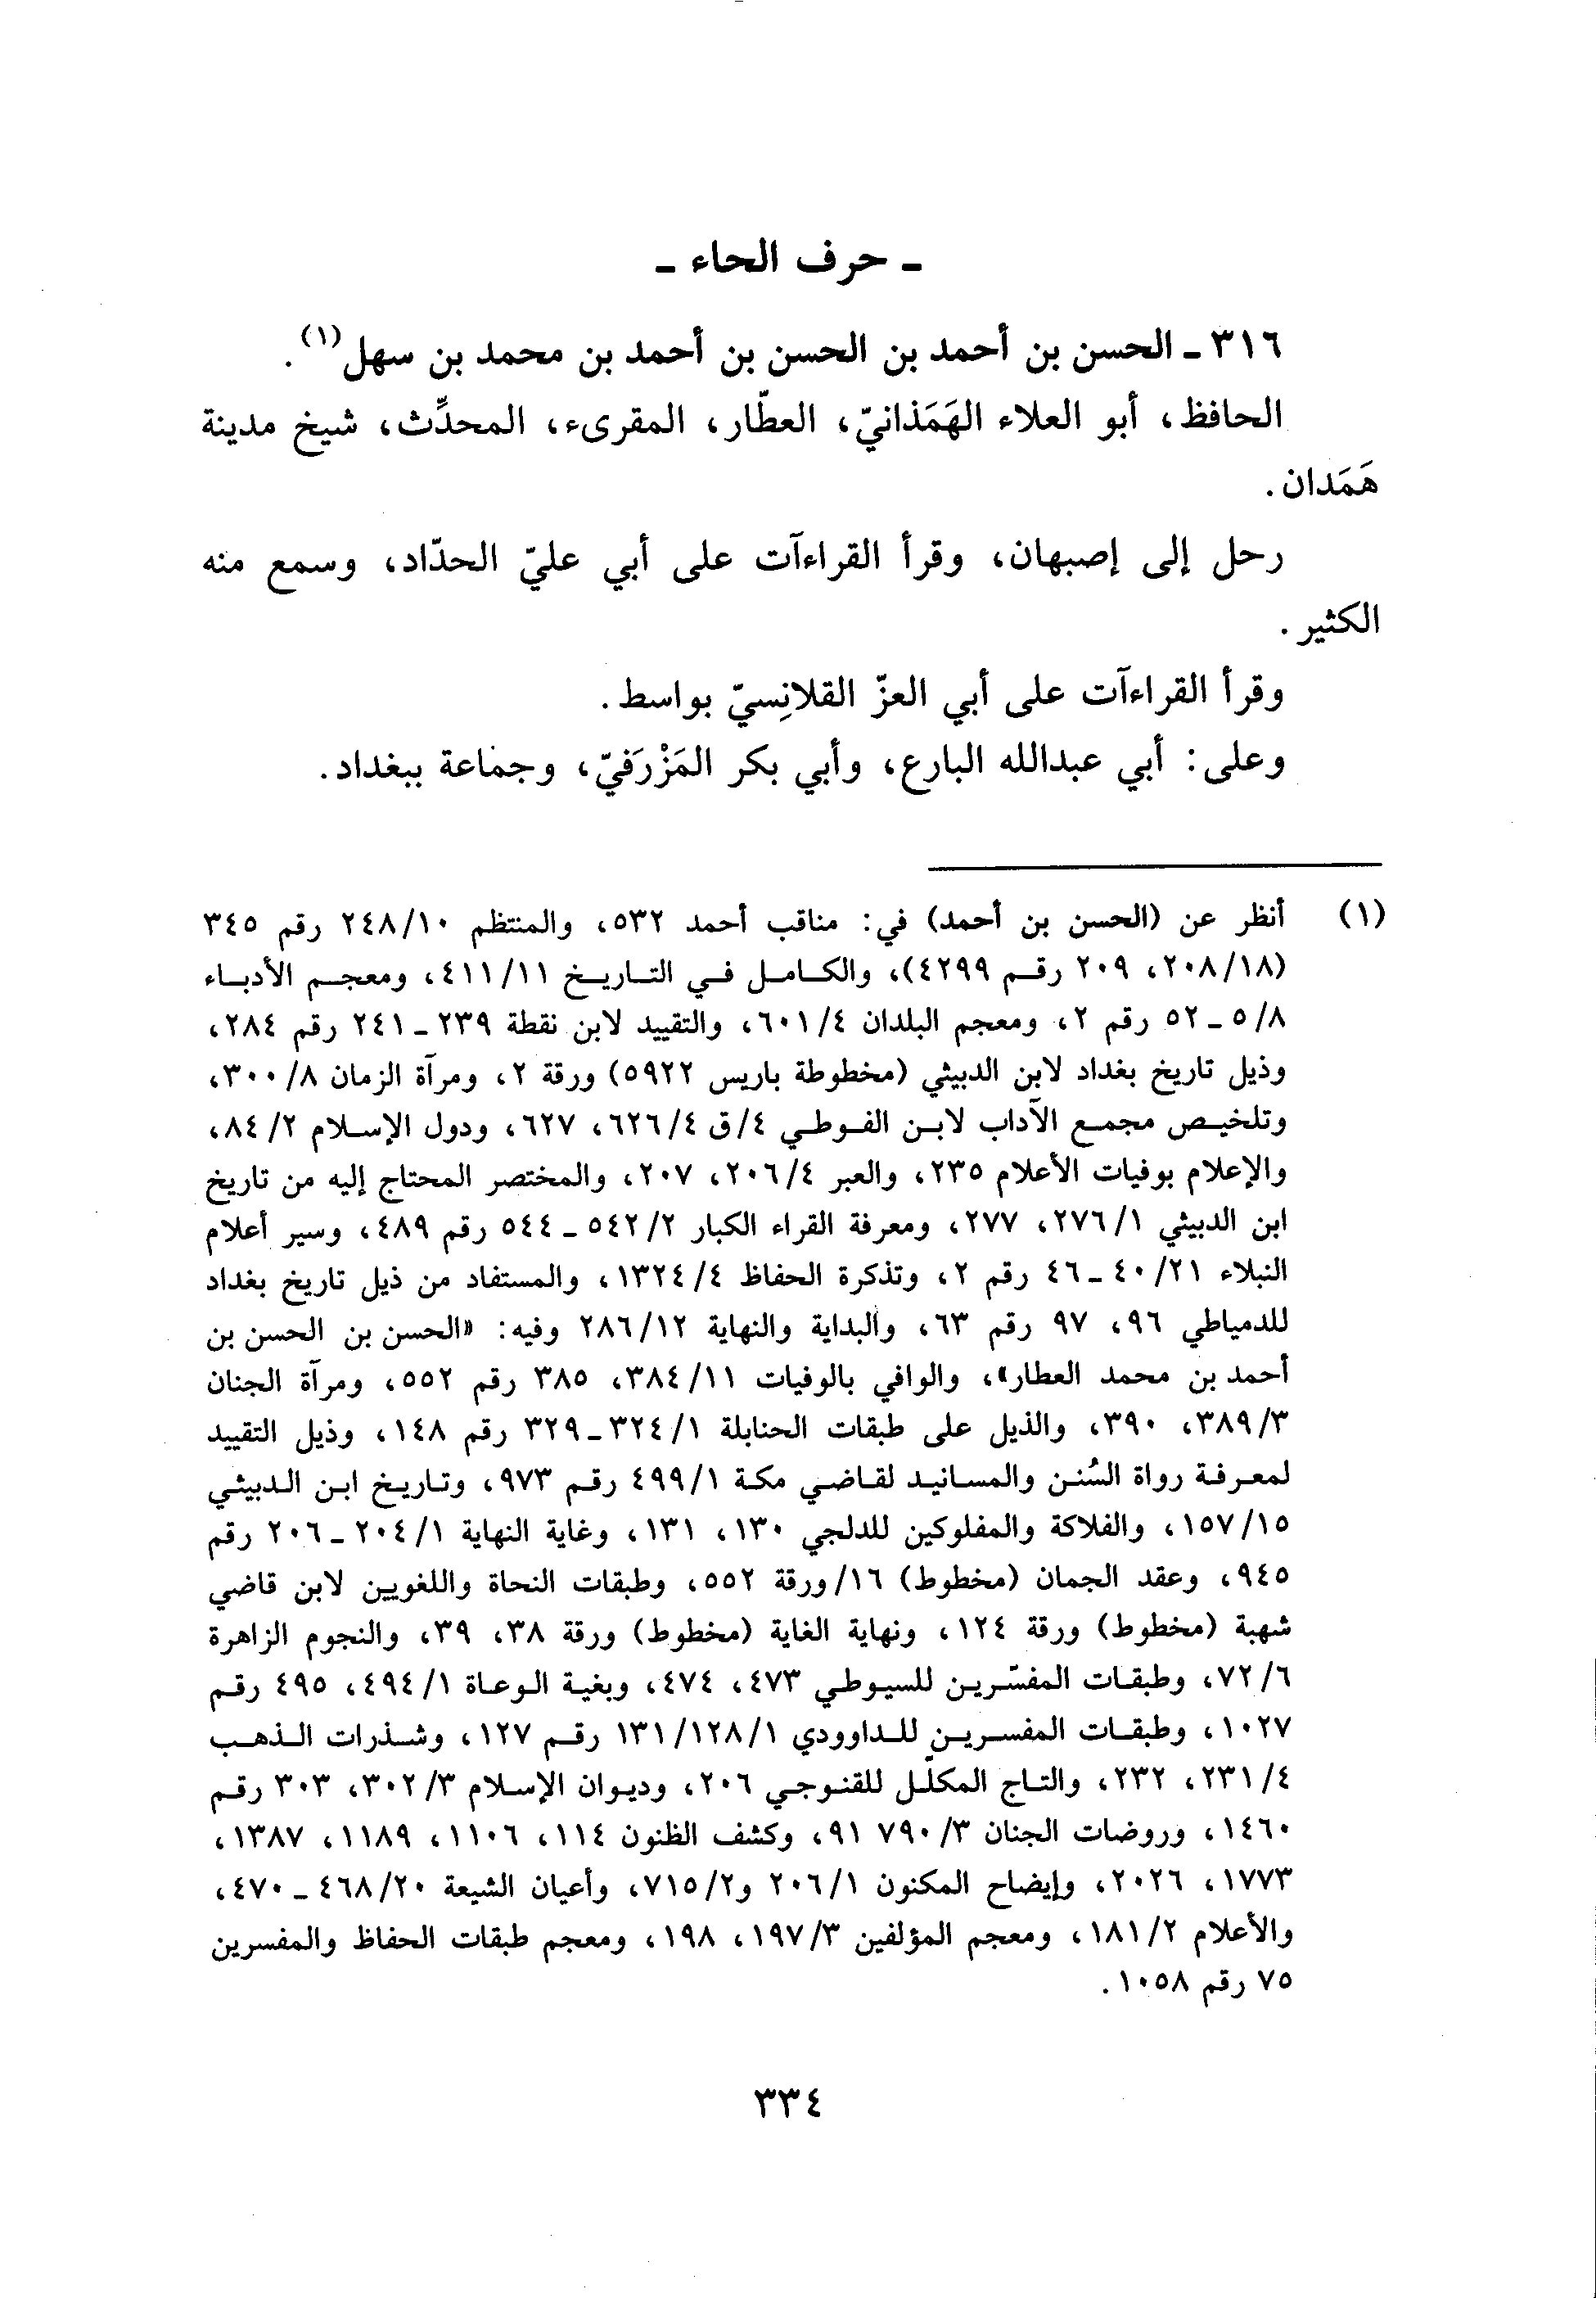 ـ حرف الحاء ـ
٣١٦ ـ الحسن بن أحمد بن الحسن بن أحمد بن محمد بن سهل(١).
الحافظ، أبو العلاء الهَمَذانيّ، العطّار، المقرىء، المحدِّث، شيخ مدينة
هَمَدان.
رحل إلى إصبهان، وقرأ القراءآت على أبي عليّ الحدّاد، وسمع منه
الكثير.
وقرأ القراءآت على أبي العزّ القلانِسيّ بواسط.
وعلى: أبي عبدالله البارع، وأبي بكر المَزْرَفيّ، وجماعة ببغداد.
(١) أنظر عن (الحسن بن أحمد) في: مناقب أحمد ٥٣٢، والمنتظم ٢٤٨/١٠ رقم ٣٤٥
(٢٠٨/١٨، ٢٠٩ رقم ٤٢٩٩)، والكامل في التاريخ ٤١١/١١، ومعجم الأدباء
٥/٨ ـ ٥٢ رقم ٢، ومعجم البلدان ٦٠١/٤، والتقييد لابن نقطة ٢٣٩ ـ ٢٤١ رقم ٢٨٤،
وذيل تاريخ بغداد لابن الدبيثي (مخطوطة باريس ٥٩٢٢) ورقة ٢، ومرآة الزمان ٣٠٠/٨،
وتلخيص مجمع الآداب لابن الفوطي ٤/ق ٦٢٦/٤، ٦٢٧، ودول الإسلام ٨٤/٢،
والإعلام بوفيات الأعلام ٢٣٥، والعبر ٢٠٦/٤، ٢٠٧، والمختصر المحتاج إليه من تاريخ
ابن الدبيثي ٢٧٦/١، ٢٧٧، ومعرفة القراء الكبار ٥٤٢/٢ ـ ٥٤٤ رقم ٤٨٩، وسير أعلام
النبلاء ٤٠/٢١ ـ ٤٦ رقم ٢، وتذكرة الحفاظ ١٣٢٤/٤، والمستفاد من ذيل تاريخ بغداد
للدمياطي ٩٦، ٩٧ رقم ٦٣، والبداية والنهاية ٢٨٦/١٢ وفيه: «الحسن بن الحسن بن
أحمد بن محمد العطار»، والوافي بالوفيات ٣٨٤/١١، ٣٨٥ رقم ٥٥٢، ومرآة الجنان
٣٨٩/٣، ٣٩٠، والذيل على طبقات الحنابلة ٣٢٤/١ ـ ٣٢٩ رقم ١٤٨، وذيل التقييد
لمعرفة رواة السُنن والمسانيد لقاضي مكة ٤٩٩/١ رقم ٩٧٣، وتاريخ ابن الدبيثي
١٥٧/١٥، والفلاكة والمفلوكين للدلجي ١٣٠، ١٣١، وغاية النهاية ٢٠٤/١ ـ ٢٠٦ رقم
٩٤٥، وعقد الجمان (مخطوط) ١٦/ورقة ٥٥٢، وطبقات النحاة واللغويين لابن قاضي
شهبة (مخطوط) ورقة ١٢٤، ونهاية الغاية (مخطوط) ورقة ٣٨، ٣٩، والنجوم الزاهرة
٧٢/٦، وطبقات المفسّرين للسيوطي ٤٧٣، ٤٧٤، وبغية الوعاة ٤٩٤/١، ٤٩٥ رقم
١٠٢٧، وطبقات المفسرين للداوودي ١٢٨/١/١٣١ رقم ١٢٧، وشذرات الذهب
٢٣١/٤، ٢٣٢، والتاج المكلّل للقنوجي ٢٠٦، وديوان الإسلام ٣٠٢/٣، ٣٠٣ رقم
١٤٦٠، وروضات الجنان ٧٩٠/٣ ٩١، وكشف الظنون ١١٤، ١١٠٦، ١١٨٩، ١٣٨٧،
١٧٧٣، ٢٠٢٦، وإيضاح المكنون ٢٠٦/١ و٧١٥/٢، وأعيان الشيعة ٤٦٨/٢٠ ـ ٤٧٠،
والأعلام ١٨١/٢، ومعجم المؤلفين ١٩٧/٣، ١٩٨، ومعجم طبقات الحفاظ والمفسرين
٧٥ رقم ١٠٥٨.
٣٣٤